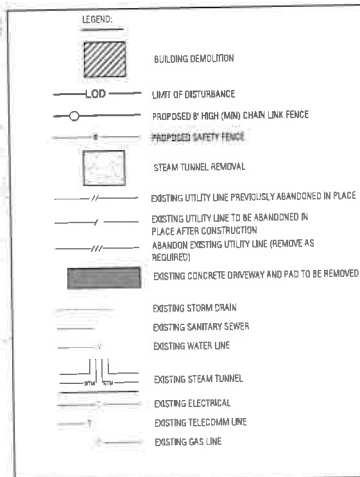 LEGEND:
BUILDING DEMOLITION
LOD
LIMIT OF DISTURBANCE
PROPOSED 8' HIGH (MIN) CHAIN LINK FENCE
PROPOSED SAFETY FENCE
STEAM TUNNEL REMOVAL
EXISTING UTILITY LINE PREVIOUSLY ABANDONED IN PLACE
EXISTING UTILITY LINE TO BE ABANDONED IN
PLACE AFTER CONSTRUCTION
ABANDON EXISTING UTILITY LINE (REMOVE AS
REQUIRED)
EXISTING CONCRETE DRIVEWAY AND PAD TO BE REMOVED
EXISTING STORM DRAIN
EXISTING SANITARY SEWER
EXISTING WATER LINE
STM STM
EXISTING STEAM TUNNEL
EXISTING ELECTRICAL
T
EXISTING TELECOMM LINE
EXISTING GAS LINE